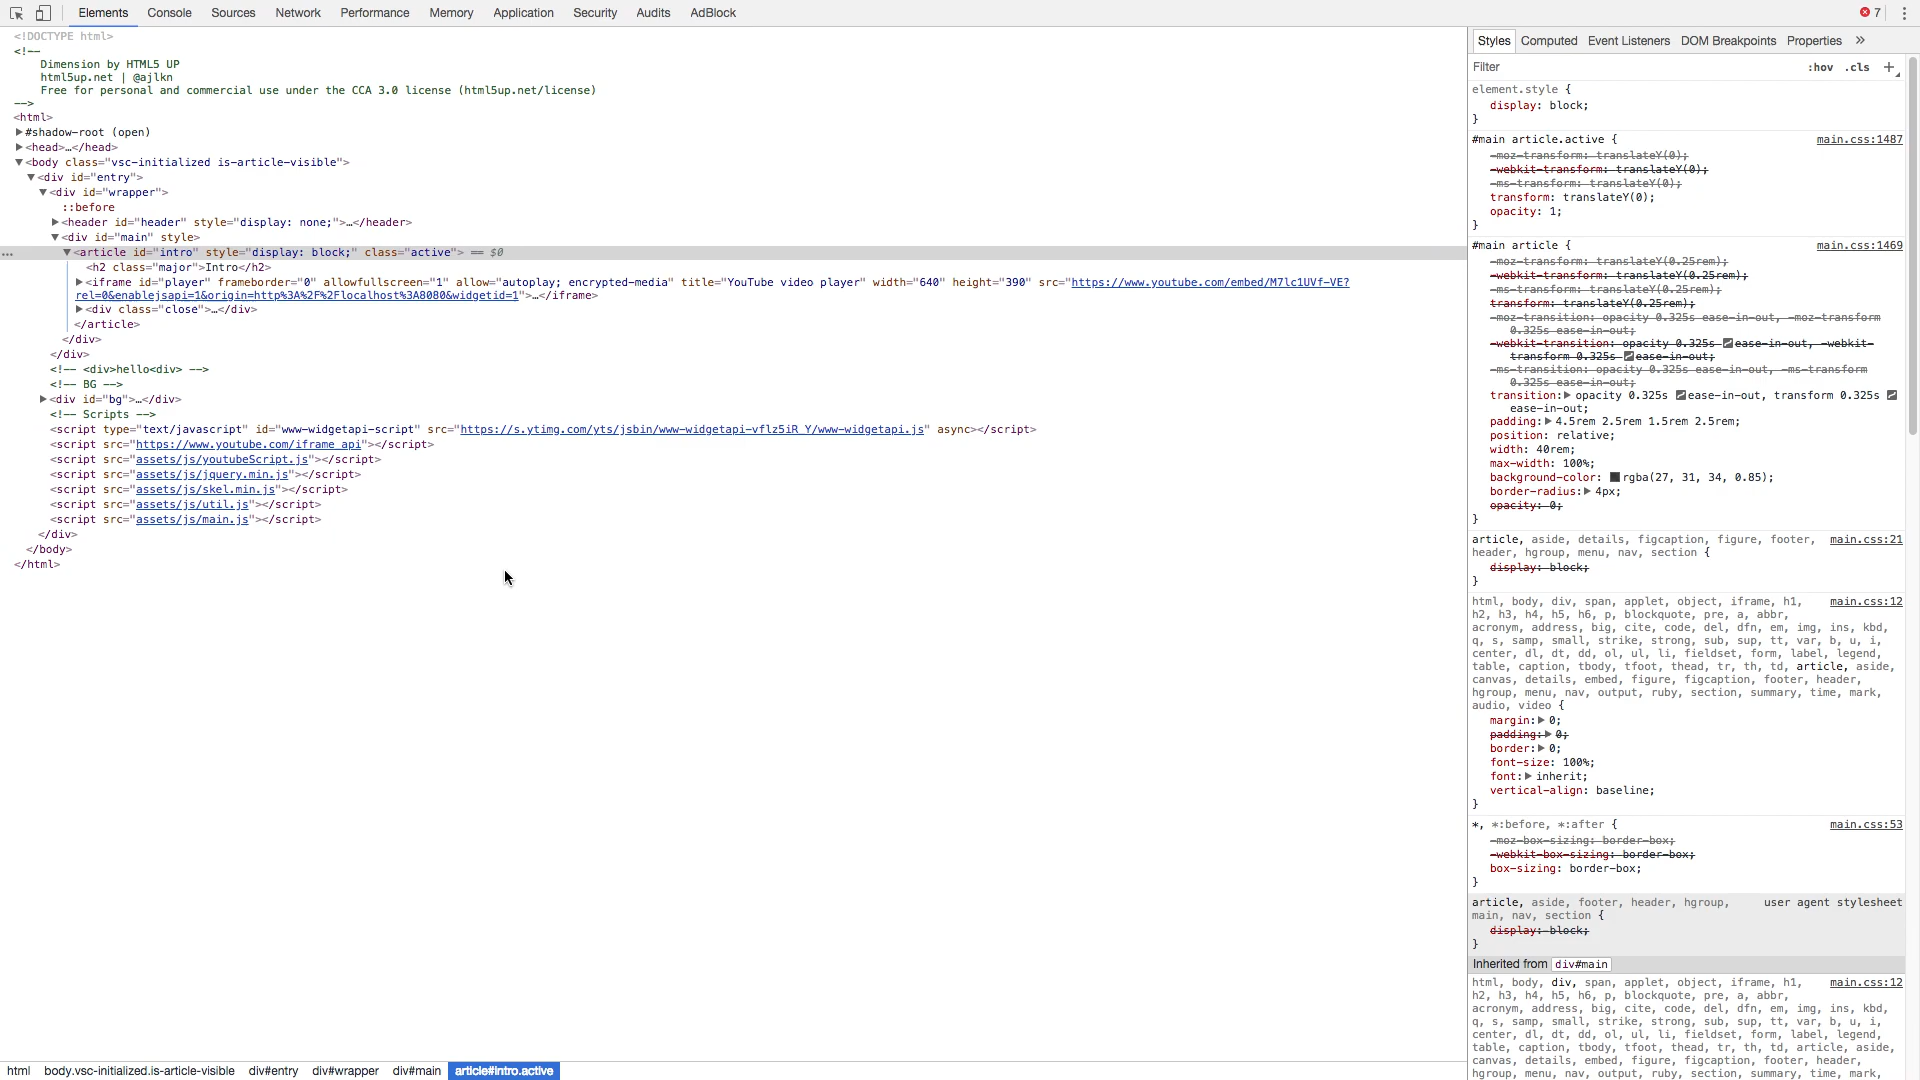 Elements Console Sources Network Performance Memory Application Security Audits AdBlock 7
<!DOCTYPE html>
<!--
Dimension by HTML5 UP
html5up.net | @ajlkn
Free for personal and commercial use under the CCA 3.0 license (html5up.net/license)
-->
<html>
#shadow-root (open)
<head>…</head>
<body class="vsc-initialized is-article-visible">
<div id="entry">
<div id="wrapper">
::before
<header id="header" style="display: none;">…</header>
<div id="main" style>
… <article id="intro" style="display: block;" class="active"> == $0
<h2 class="major">Intro</h2>
<iframe id="player" frameborder="0" allowfullscreen="1" allow="autoplay; encrypted-media" title="YouTube video player" width="640" height="390" src="https://www.youtube.com/embed/M7lc1UVf-VE?
rel=0&enablejsapi=1&origin=http%3A%2F%2Flocalhost%3A8080&widgetid=1">…</iframe>
<div class="close">…</div>
</article>
</div>
</div>
<!-- <div>hello<div> -->
<!-- BG -->
<div id="bg">…</div>
<!-- Scripts -->
<script type="text/javascript" id="www-widgetapi-script" src="https://s.ytimg.com/yts/jsbin/www-widgetapi-vflz5iR_Y/www-widgetapi.js" async></script>
<script src="https://www.youtube.com/iframe_api"></script>
<script src="assets/js/youtubeScript.js"></script>
<script src="assets/js/jquery.min.js"></script>
<script src="assets/js/skel.min.js"></script>
<script src="assets/js/util.js"></script>
<script src="assets/js/main.js"></script>
</div>
</body>
</html>
html body.vsc-initialized.is-article-visible div#entry div#wrapper div#main article#intro.active
Styles Computed Event Listeners DOM Breakpoints Properties »
Filter :hov .cls +
element.style {
display: block;
}
#main article.active { main.css:1487
-moz-transform: translateY(0);
-webkit-transform: translateY(0);
-ms-transform: translateY(0);
transform: translateY(0);
opacity: 1;
}
#main article { main.css:1469
-moz-transform: translateY(0.25rem);
-webkit-transform: translateY(0.25rem);
-ms-transform: translateY(0.25rem);
transform: translateY(0.25rem);
-moz-transition: opacity 0.325s ease-in-out, -moz-transform
0.325s ease-in-out;
-webkit-transition: opacity 0.325s ease-in-out, -webkit-
transform 0.325s ease-in-out;
-ms-transition: opacity 0.325s ease-in-out, -ms-transform
0.325s ease-in-out;
transition: opacity 0.325s ease-in-out, transform 0.325s
ease-in-out;
padding: 4.5rem 2.5rem 1.5rem 2.5rem;
position: relative;
width: 40rem;
max-width: 100%;
background-color: rgba(27, 31, 34, 0.85);
border-radius: 4px;
opacity: 0;
}
article, aside, details, figcaption, figure, footer, main.css:21
header, hgroup, menu, nav, section {
display: block;
}
html, body, div, span, applet, object, iframe, h1, main.css:12
h2, h3, h4, h5, h6, p, blockquote, pre, a, abbr,
acronym, address, big, cite, code, del, dfn, em, img, ins, kbd,
q, s, samp, small, strike, strong, sub, sup, tt, var, b, u, i,
center, dl, dt, dd, ol, ul, li, fieldset, form, label, legend,
table, caption, tbody, tfoot, thead, tr, th, td, article, aside,
canvas, details, embed, figure, figcaption, footer, header,
hgroup, menu, nav, output, ruby, section, summary, time, mark,
audio, video {
margin: 0;
padding: 0;
border: 0;
font-size: 100%;
font: inherit;
vertical-align: baseline;
}
*, *:before, *:after { main.css:53
-moz-box-sizing: border-box;
-webkit-box-sizing: border-box;
box-sizing: border-box;
}
article, aside, footer, header, hgroup, user agent stylesheet
main, nav, section {
display: block;
}
Inherited from div#main
html, body, div, span, applet, object, iframe, h1, main.css:12
h2, h3, h4, h5, h6, p, blockquote, pre, a, abbr,
acronym, address, big, cite, code, del, dfn, em, img, ins, kbd,
q, s, samp, small, strike, strong, sub, sup, tt, var, b, u, i,
center, dl, dt, dd, ol, ul, li, fieldset, form, label, legend,
table, caption, tbody, tfoot, thead, tr, th, td, article, aside,
canvas, details, embed, figure, figcaption, footer, header,
hgroup, menu, nav, output, ruby, section, summary, time, mark,